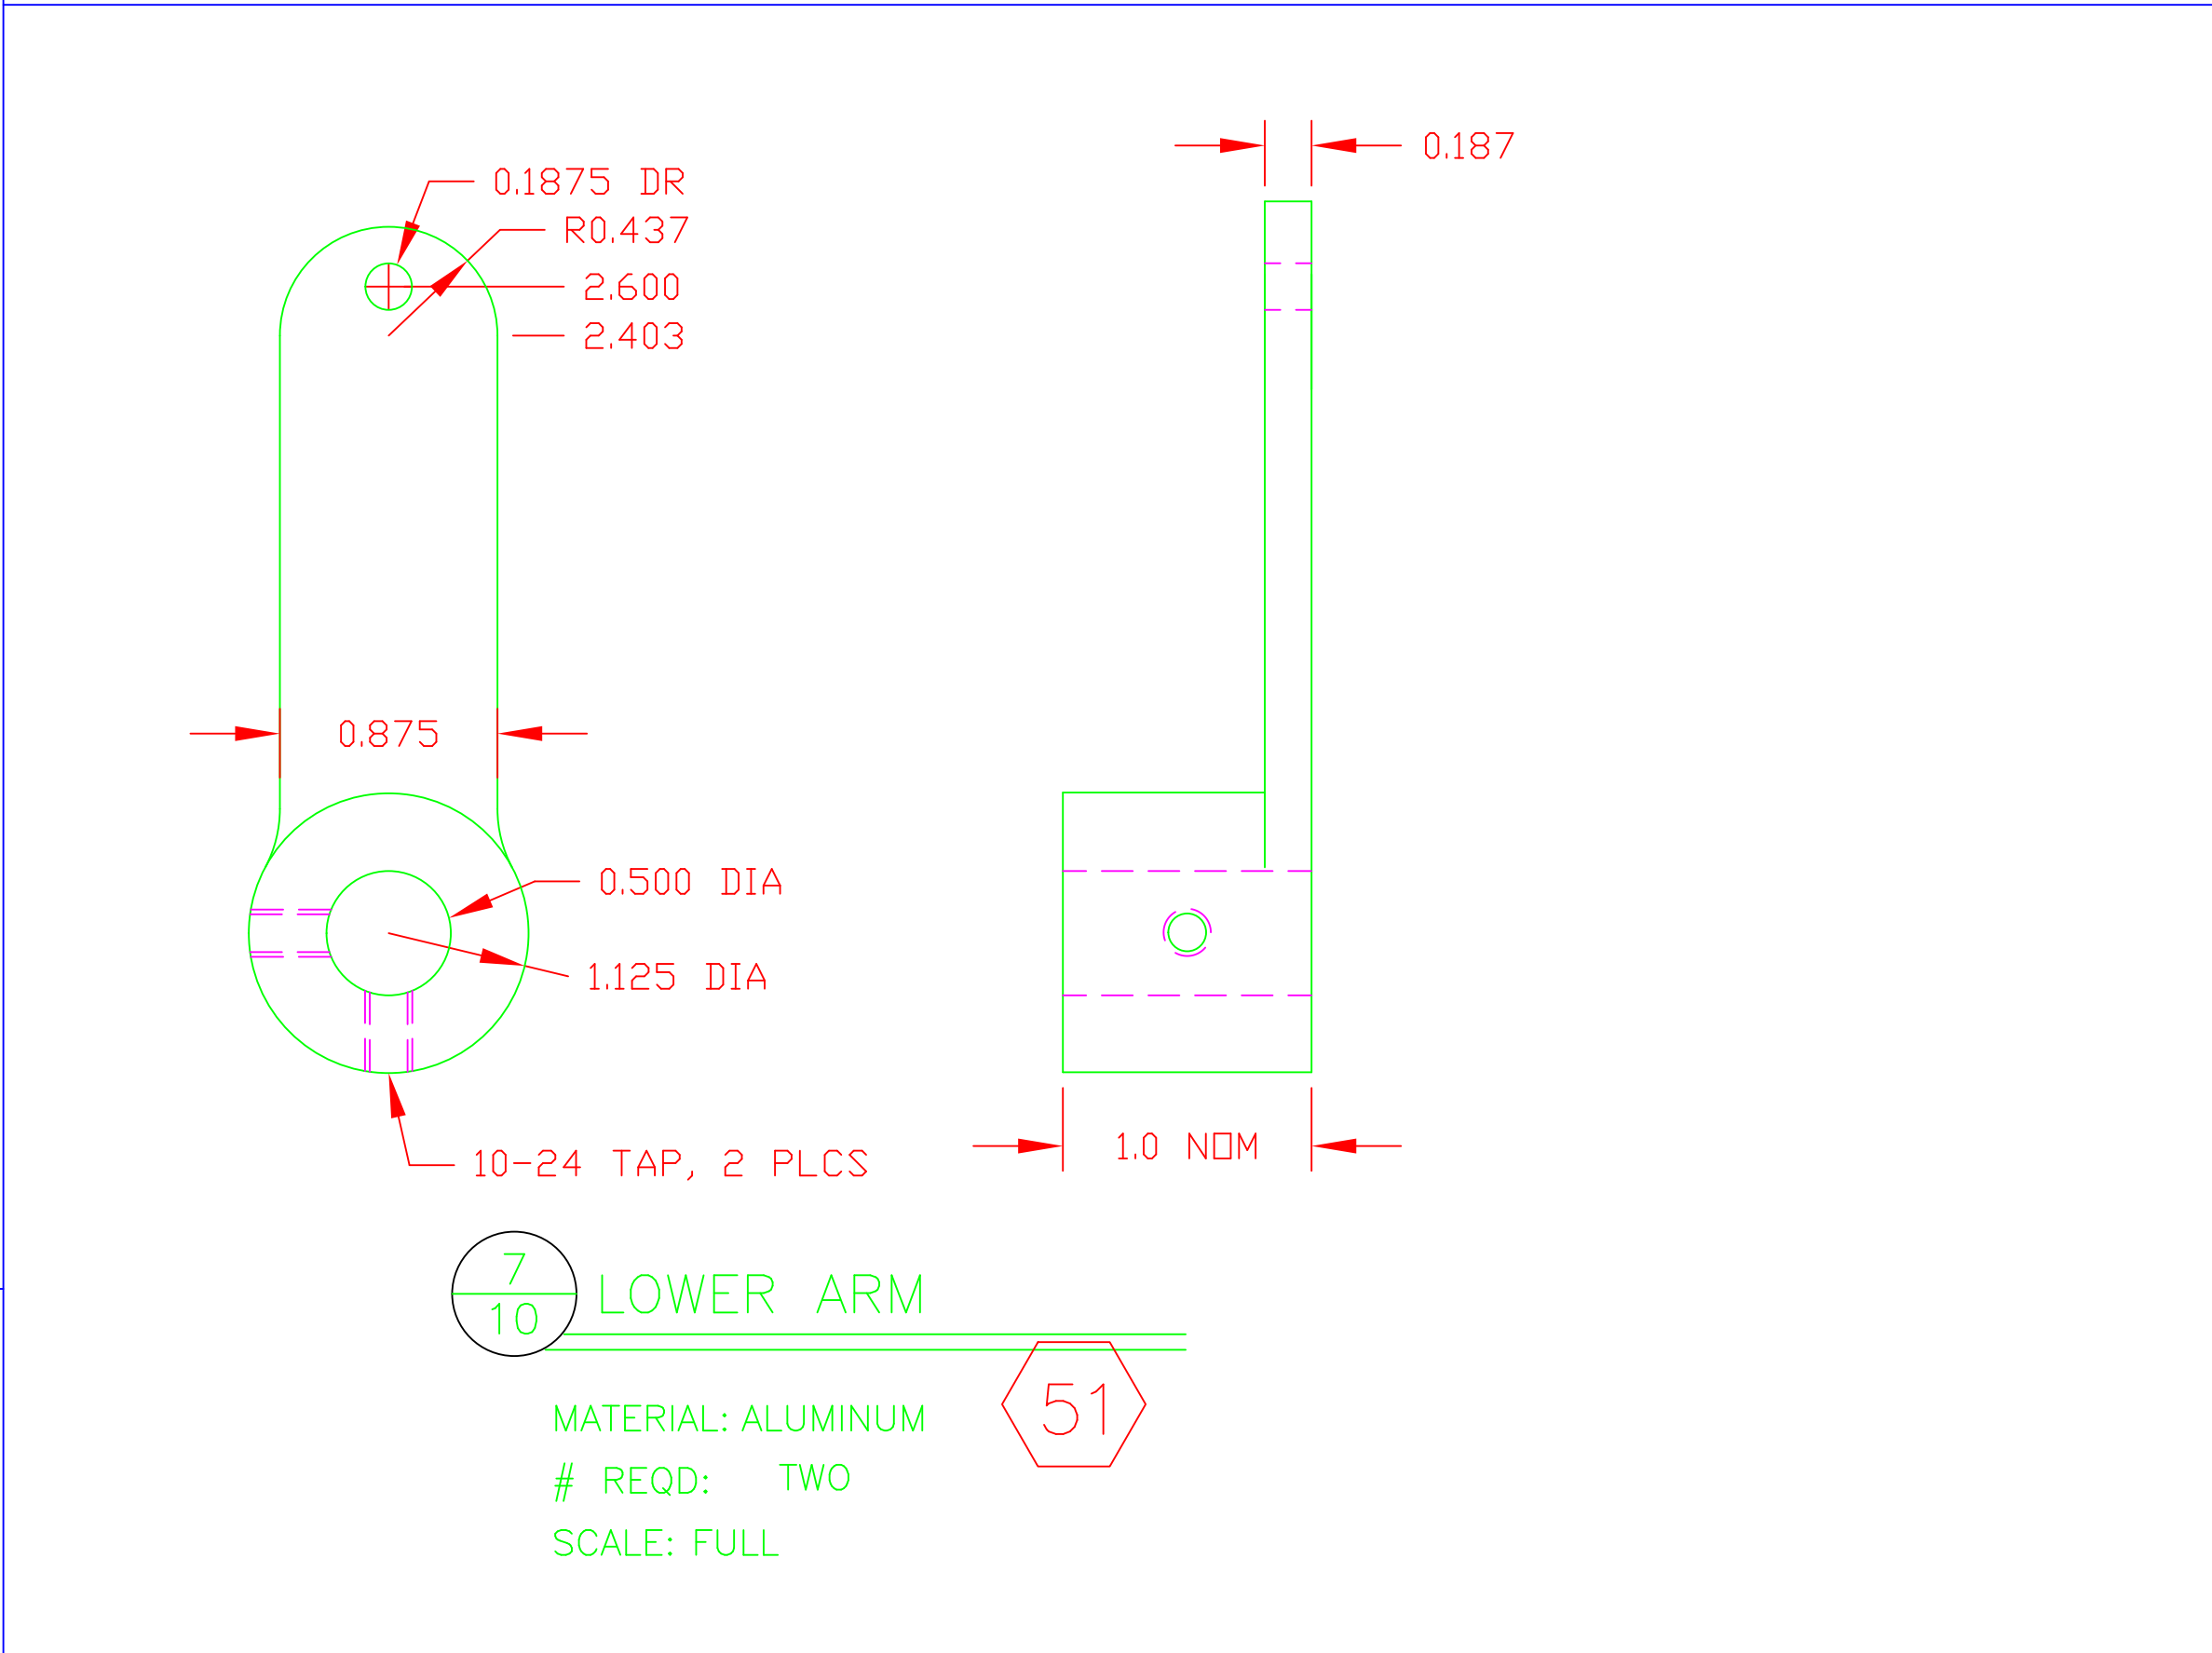 0.187
0.1875 DR
R0.437
2.600
2.403
0.875
0.500 DIA
1.125 DIA
1.0 NOM
10-24 TAP, 2 PLCS
7
10
LOWER ARM
51
MATERIAL: ALUMINUM
# REQD: TWO
SCALE: FULL